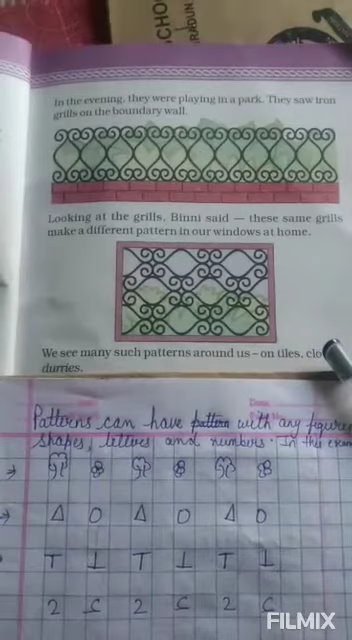 In the evening, they were playing in a park. They saw iron
grills on the boundary wall.
Looking at the grills, Binni said — these same grills
make a different pattern in our windows at home.
We see many such patterns around us – on tiles,
durries.
Patterns can have pattern with any figure
shapes, letters and numbers. In the
T T T T T T
2 2 2
FILMIX